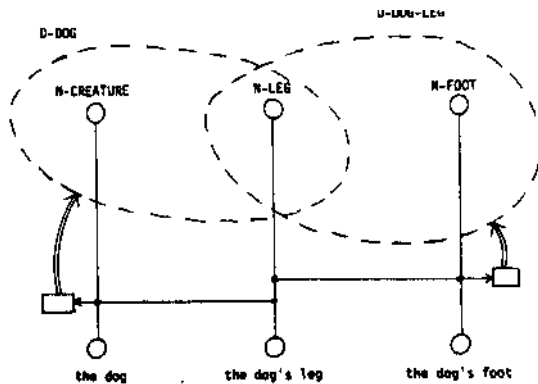 D-DOG-LEG
D-DOG
N-CREATURE
N-LEG
N-FOOT
the dog
the dog's leg
the dog's foot